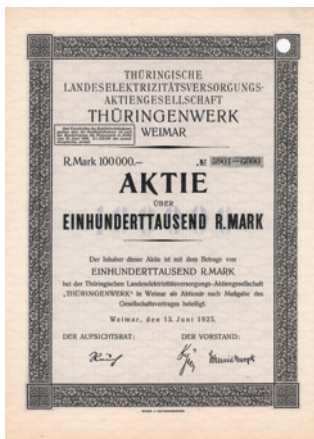 THÜRINGISCHE
LANDESELEKTRIZITÄTSVERSORGUNGS-
AKTIENGESELLSCHAFT
THÜRINGENWERK
WEIMAR
R.Mark 100000.—
№ 5901—6000
AKTIE
ÜBER
EINHUNDERTTAUSEND R.MARK
Der Inhaber dieser Aktie ist mit dem Betrage von
EINHUNDERTTAUSEND R.MARK
bei der Thüringischen Landeselektrizitätsversorgungs-Aktiengesellschaft
„THÜRINGENWERK" in Weimar als Aktionär nach Maßgabe des
Gesellschaftsvertrages beteiligt.
Weimar, den 13. Juni 1925.
DER AUFSICHTSRAT:
DER VORSTAND: